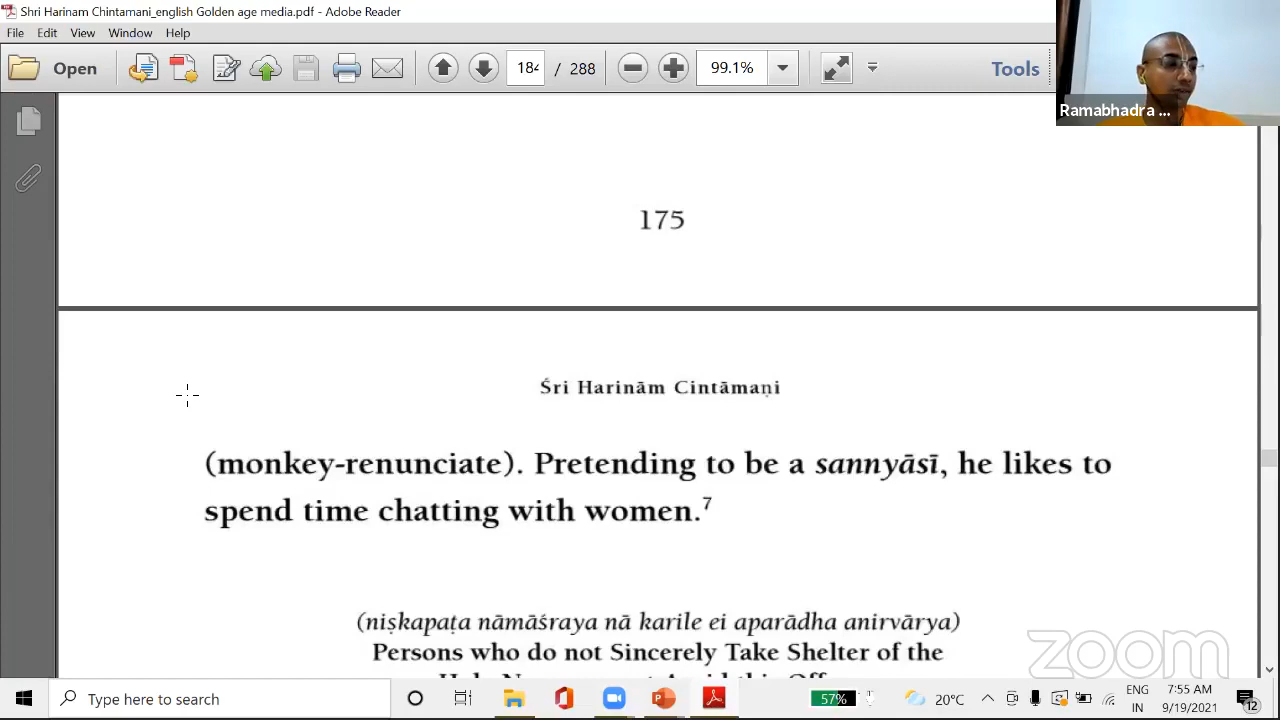 Shri Harinam Chintamani_english Golden age media.pdf - Adobe Reader
File Edit View Window Help
Open 184 / 288 99.1% Tools
Ramabhadra ...
175
Śri Harinām Cintāmaṇi
(monkey-renunciate). Pretending to be a sannyāsī, he likes to
spend time chatting with women.7
(niṣkapaṭa nāmāśraya nā karile ei aparādha anirvārya)
Persons who do not Sincerely Take Shelter of the
zoom
Type here to search
57%
20°C
ENG
IN
7:55 AM
9/19/2021
12